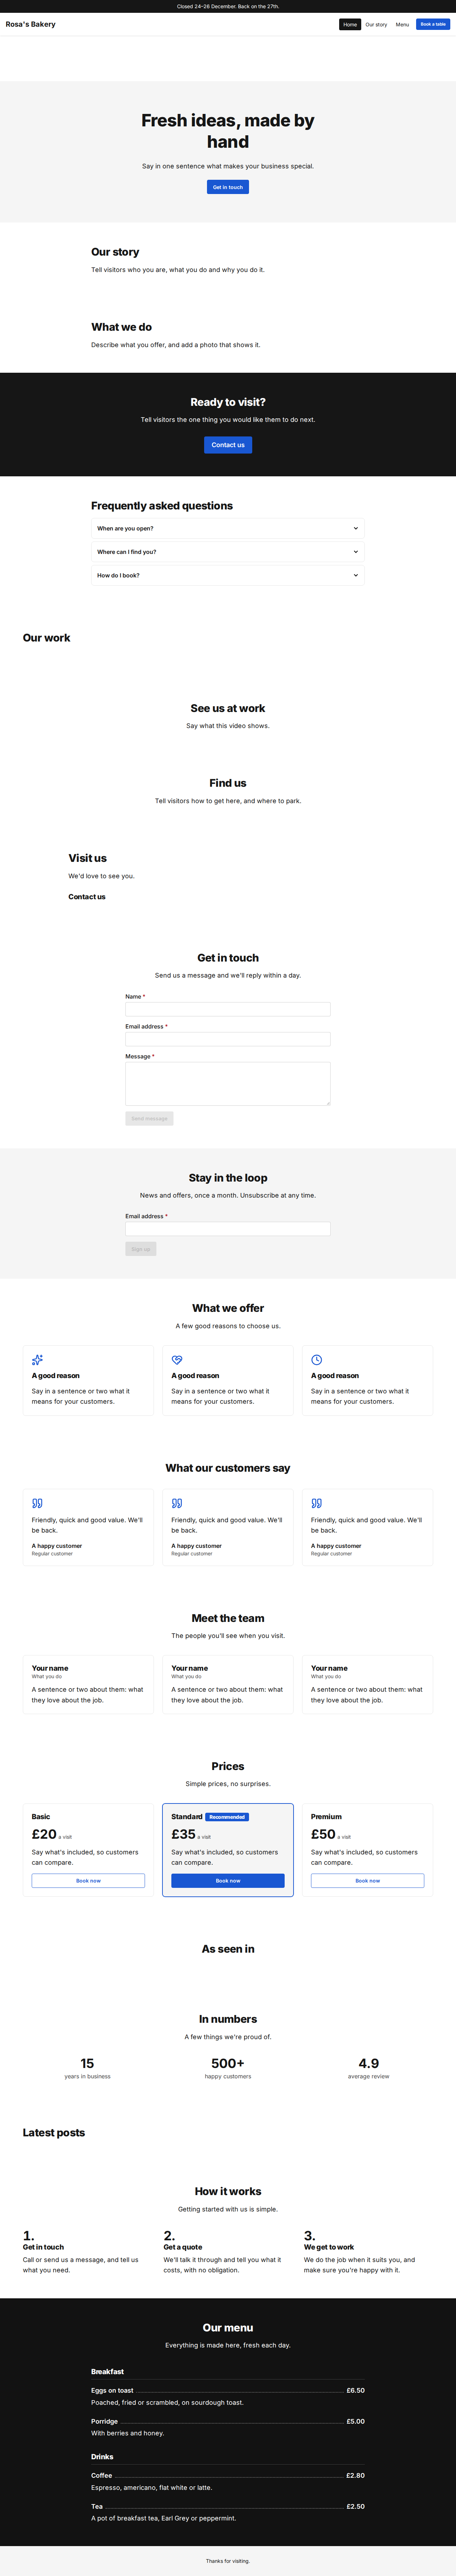 Closed 24–26 December. Back on the 27th.
Rosa's Bakery
Home
Our story
Menu
Book a table
Fresh ideas, made by
hand
Say in one sentence what makes your business special.
Get in touch
Our story
Tell visitors who you are, what you do and why you do it.
What we do
Describe what you offer, and add a photo that shows it.
Ready to visit?
Tell visitors the one thing you would like them to do next.
Contact us
Frequently asked questions
When are you open?
Where can I find you?
How do I book?
Our work
See us at work
Say what this video shows.
Find us
Tell visitors how to get here, and where to park.
Visit us
We'd love to see you.
Contact us
Get in touch
Send us a message and we'll reply within a day.
Name *
Email address *
Message *
Send message
Stay in the loop
News and offers, once a month. Unsubscribe at any time.
Email address *
Sign up
What we offer
A few good reasons to choose us.
A good reason
Say in a sentence or two what it
means for your customers.
A good reason
Say in a sentence or two what it
means for your customers.
A good reason
Say in a sentence or two what it
means for your customers.
What our customers say
Friendly, quick and good value. We'll
be back.
A happy customer
Regular customer
Friendly, quick and good value. We'll
be back.
A happy customer
Regular customer
Friendly, quick and good value. We'll
be back.
A happy customer
Regular customer
Meet the team
The people you'll see when you visit.
Your name
What you do
A sentence or two about them: what
they love about the job.
Your name
What you do
A sentence or two about them: what
they love about the job.
Your name
What you do
A sentence or two about them: what
they love about the job.
Prices
Simple prices, no surprises.
Basic
£20 a visit
Say what's included, so customers
can compare.
Book now
Standard Recommended
£35 a visit
Say what's included, so customers
can compare.
Book now
Premium
£50 a visit
Say what's included, so customers
can compare.
Book now
As seen in
In numbers
A few things we're proud of.
15
years in business
500+
happy customers
4.9
average review
Latest posts
How it works
Getting started with us is simple.
1.
Get in touch
Call or send us a message, and tell us
what you need.
2.
Get a quote
We'll talk it through and tell you what it
costs, with no obligation.
3.
We get to work
We do the job when it suits you, and
make sure you're happy with it.
Our menu
Everything is made here, fresh each day.
Breakfast
Eggs on toast £6.50
Poached, fried or scrambled, on sourdough toast.
Porridge £5.00
With berries and honey.
Drinks
Coffee £2.80
Espresso, americano, flat white or latte.
Tea £2.50
A pot of breakfast tea, Earl Grey or peppermint.
Thanks for visiting.